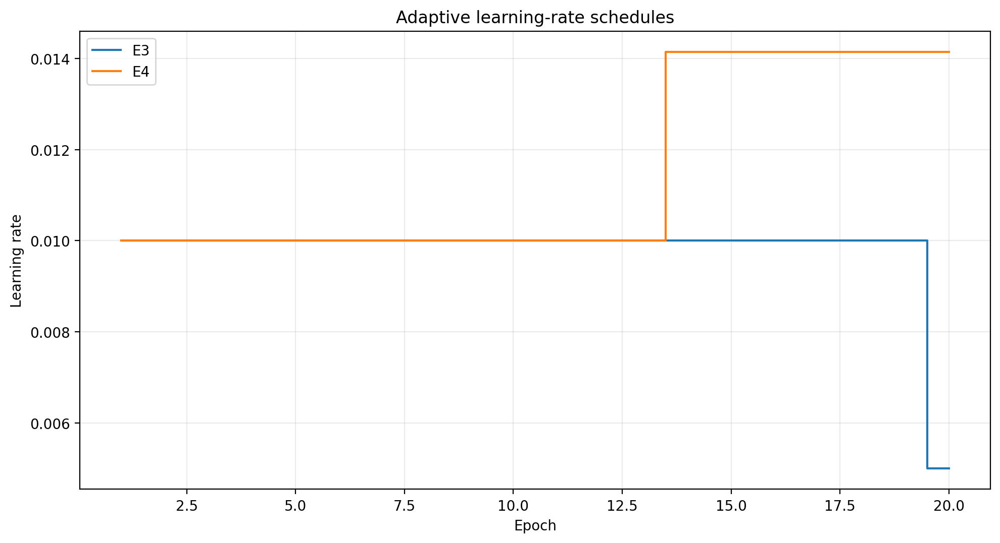 Adaptive learning-rate schedules
E3
E4
0.014
0.012
0.010
0.008
0.006
Learning rate
2.5 5.0 7.5 10.0 12.5 15.0 17.5 20.0
Epoch